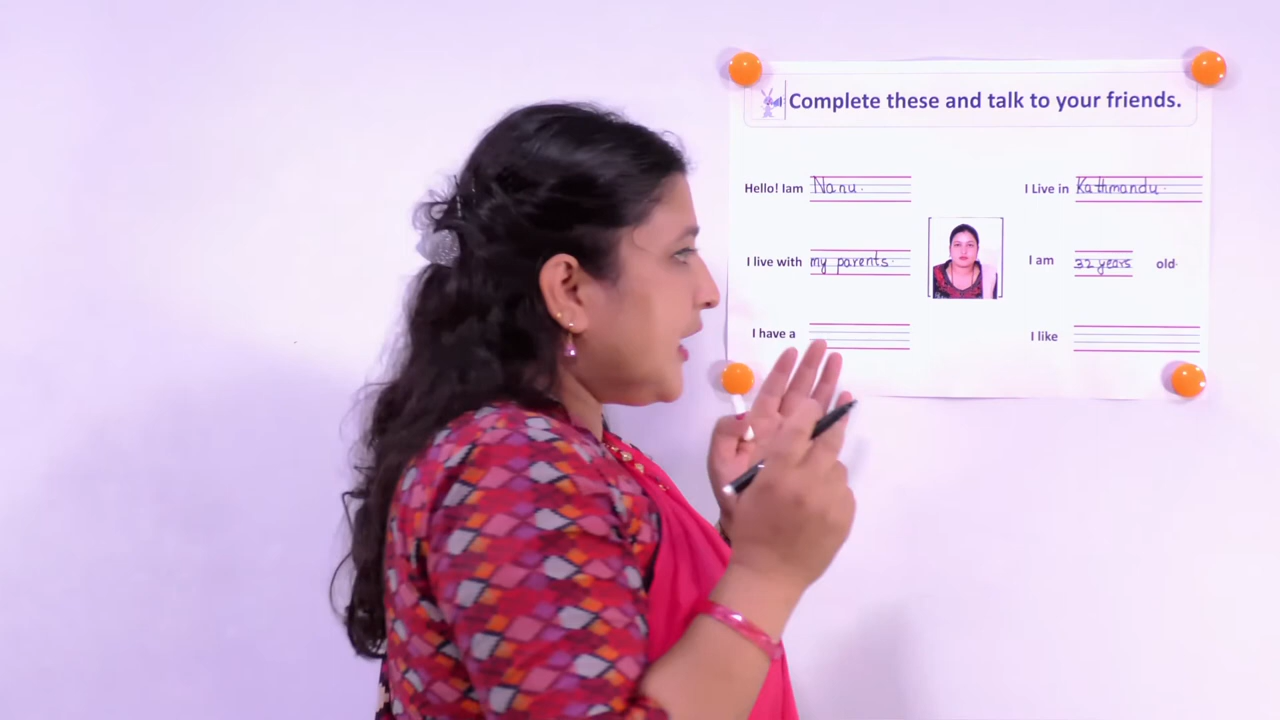 Complete these and talk to your friends.
Hello! Iam Nanu.
I Live in Kathmandu.
I live with my parents.
I am 32 years old.
I have a
I like